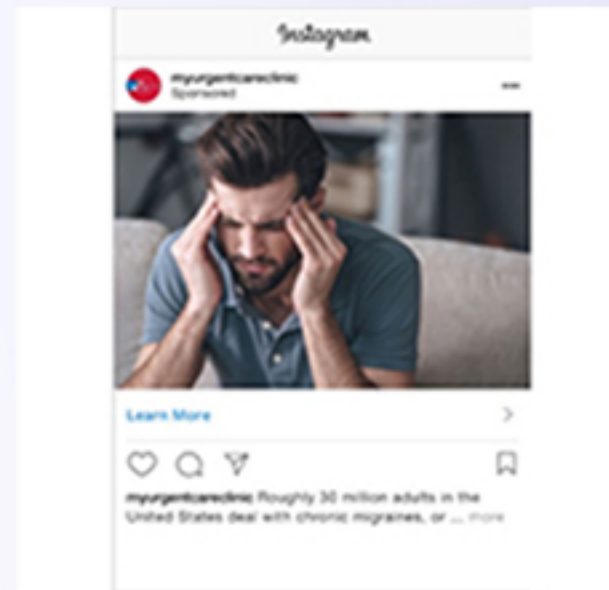 Instagram
myurgentcareclinic
Sponsored
Learn More
myurgentcareclinic Roughly 30 million adults in the
United States deal with chronic migraines, or ... more